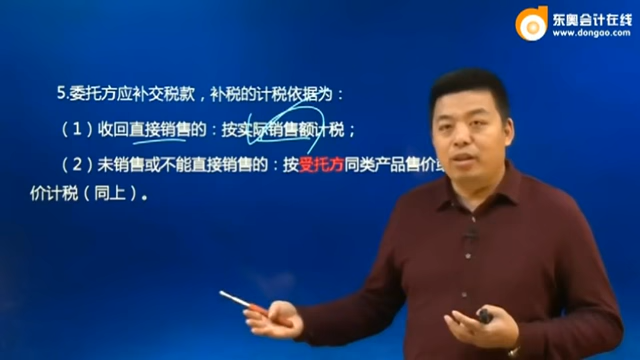 东奥会计在线
www.dongao.com
5.委托方应补交税款，补税的计税依据为：
（1）收回直接销售的：按实际销售额计税；
（2）未销售或不能直接销售的：按受托方同类产品售价
价计税（同上）。